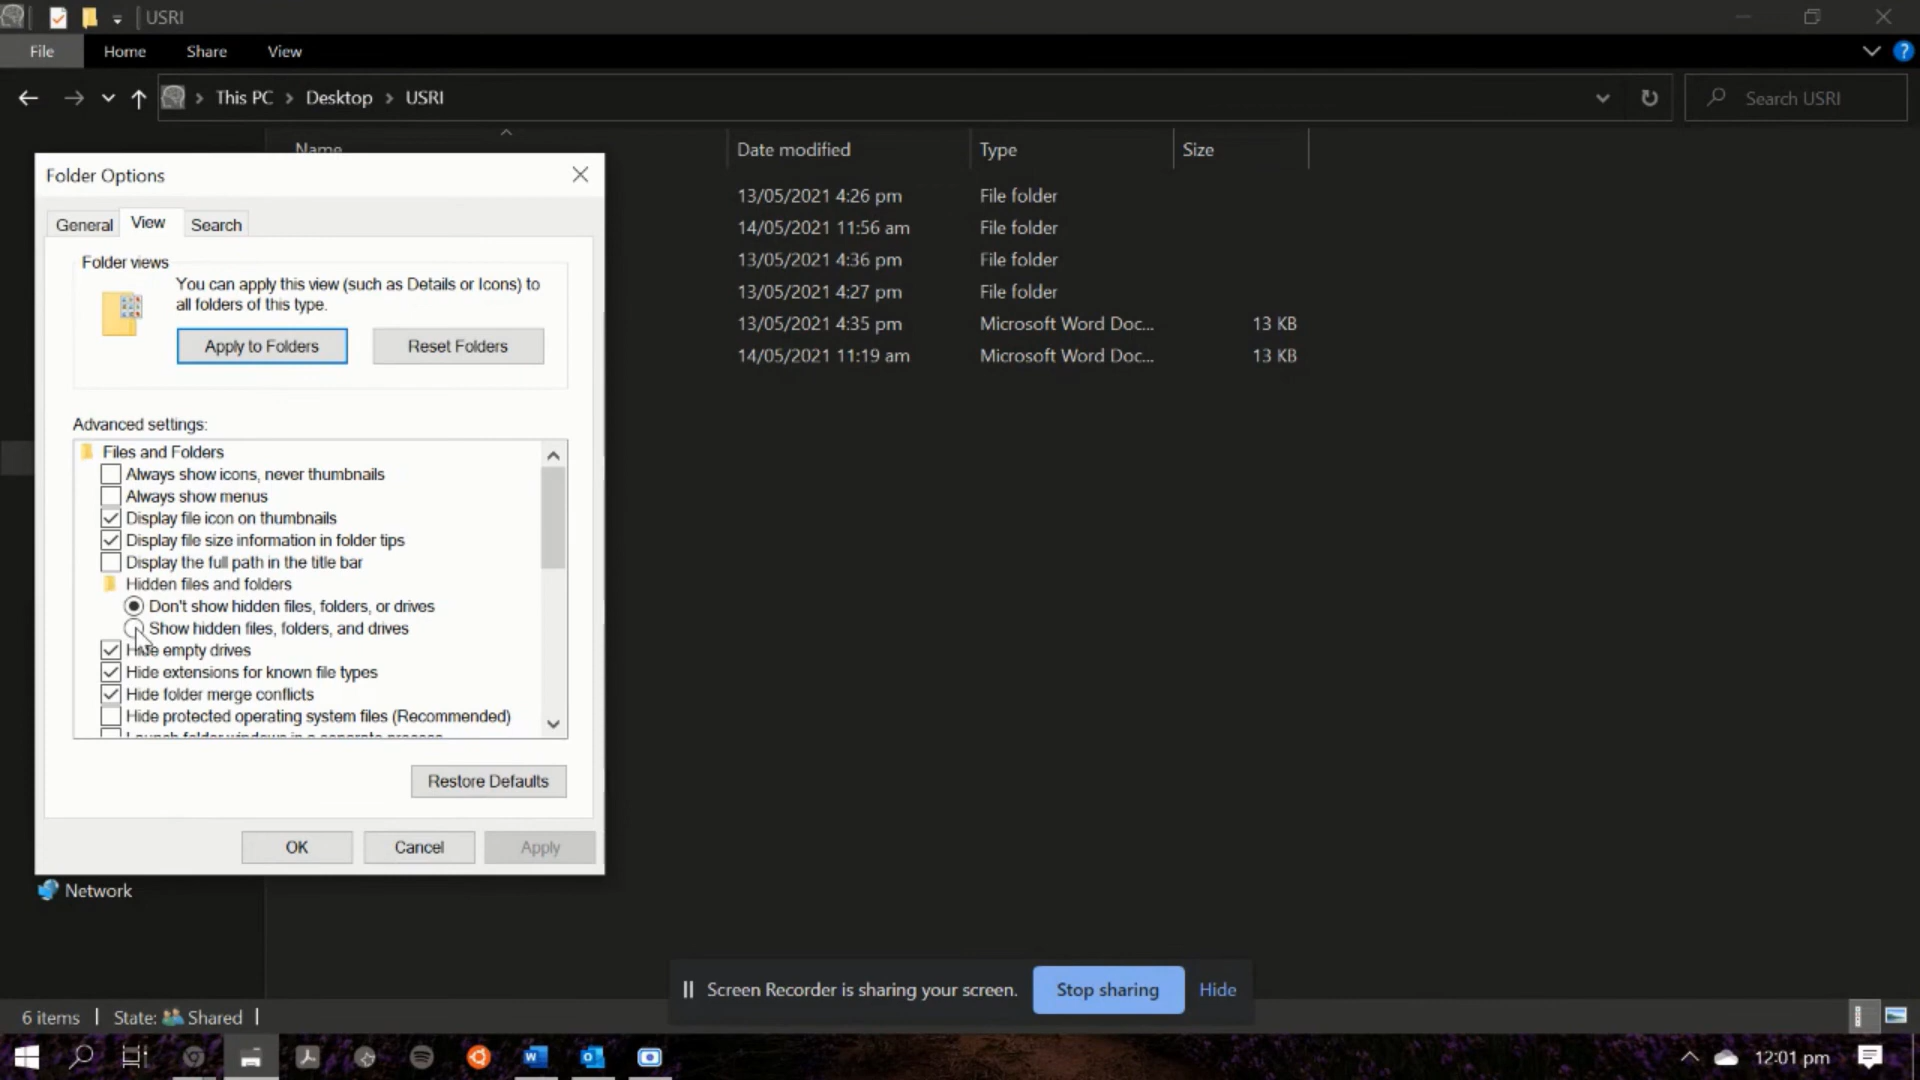 USRI
File Home Share View
This PC > Desktop > USRI
Search USRI
Name Date modified Type Size
13/05/2021 4:26 pm File folder
14/05/2021 11:56 am File folder
13/05/2021 4:36 pm File folder
13/05/2021 4:27 pm File folder
13/05/2021 4:35 pm Microsoft Word Doc... 13 KB
14/05/2021 11:19 am Microsoft Word Doc... 13 KB
Folder Options
General View Search
Folder views
You can apply this view (such as Details or Icons) to
all folders of this type.
Apply to Folders Reset Folders
Advanced settings:
Files and Folders
Always show icons, never thumbnails
Always show menus
Display file icon on thumbnails
Display file size information in folder tips
Display the full path in the title bar
Hidden files and folders
Don't show hidden files, folders, or drives
Show hidden files, folders, and drives
Hide empty drives
Hide extensions for known file types
Hide folder merge conflicts
Hide protected operating system files (Recommended)
Launch folder windows in a separate process
Restore Defaults
OK Cancel Apply
Network
Screen Recorder is sharing your screen. Stop sharing Hide
6 items State: Shared
12:01 pm